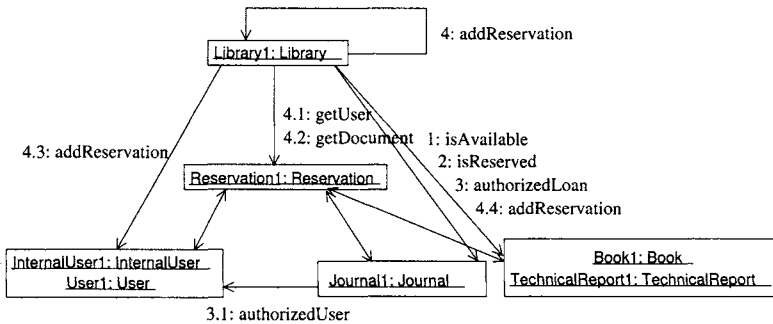 4: addReservation
Library1: Library
4.1: getUser
4.2: getDocument
1: isAvailable
2: isReserved
3: authorizedLoan
4.4: addReservation
4.3: addReservation
Reservation1: Reservation
InternalUser1: InternalUser
User1: User
Journal1: Journal
Book1: Book
TechnicalReport1: TechnicalReport
3.1: authorizedUser